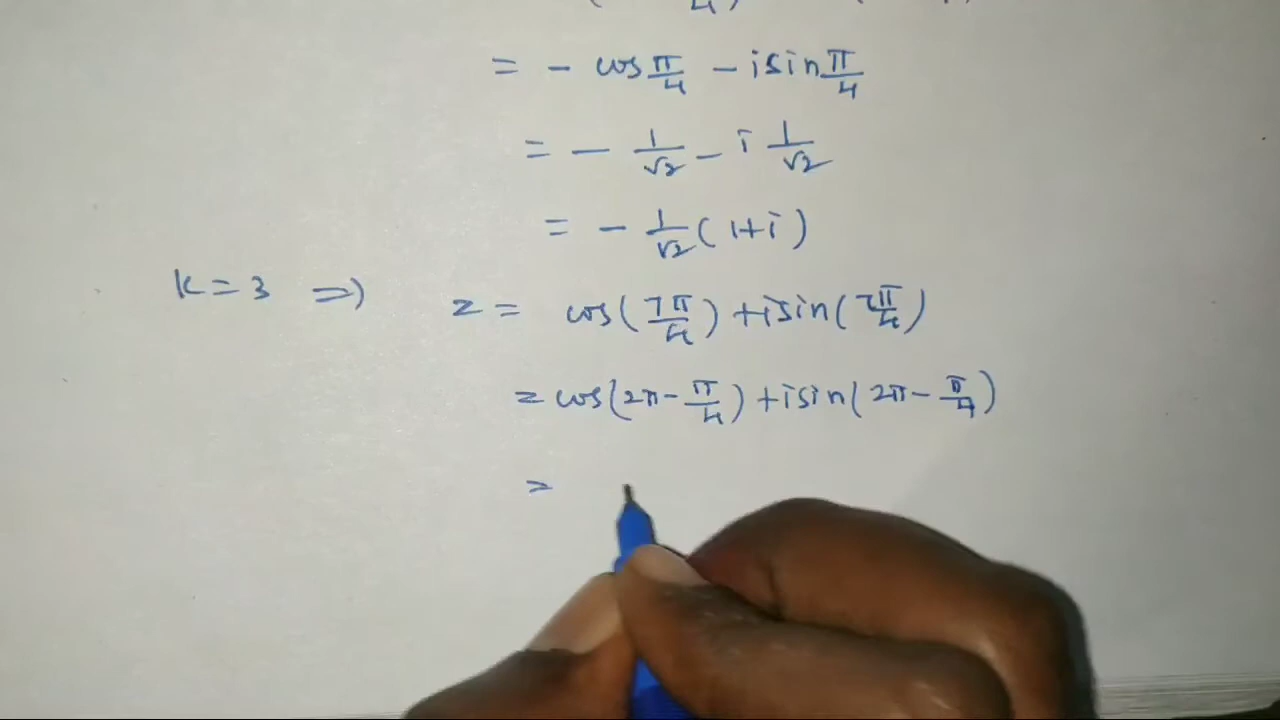 = - cos π/4 - i sin π/4
= - 1/√2 - i 1/√2
= - 1/√2 (1+i)
K=3 ⇒ z = cos(7π/4) + i sin(7π/4)
= cos(2π - π/4) + i sin(2π - π/4)
=